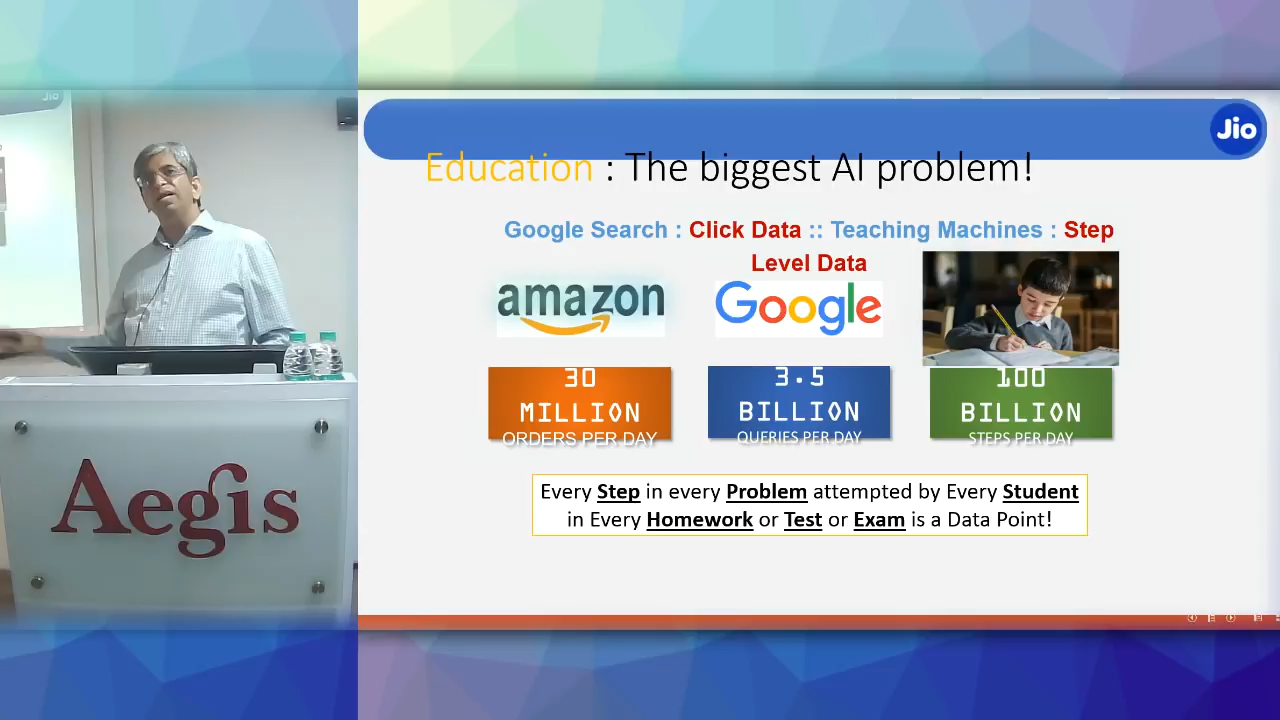 Jio
Jio
Education : The biggest AI problem!
Google Search : Click Data :: Teaching Machines : Step
Level Data
amazon
Google
30
MILLION
ORDERS PER DAY
3.5
BILLION
QUERIES PER DAY
100
BILLION
STEPS PER DAY
Every Step in every Problem attempted by Every Student
in Every Homework or Test or Exam is a Data Point!
Aegis